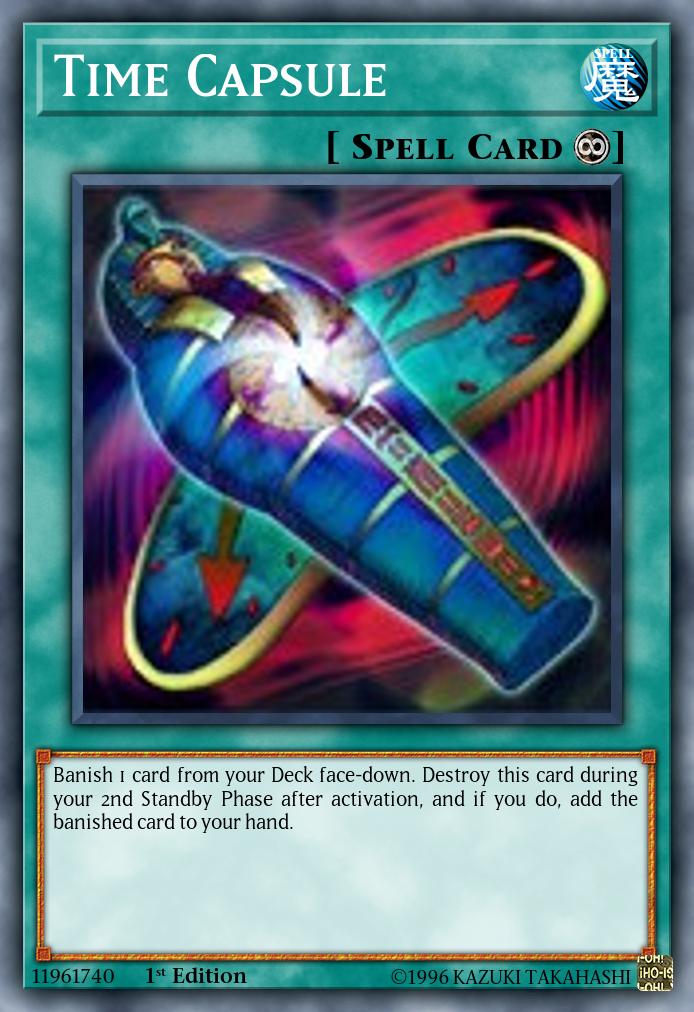 Time Capsule
SPELL
魔
[ Spell Card ]
Banish 1 card from your Deck face-down. Destroy this card during
your 2nd Standby Phase after activation, and if you do, add the
banished card to your hand.
11961740 1st Edition ©1996 KAZUKI TAKAHASHI